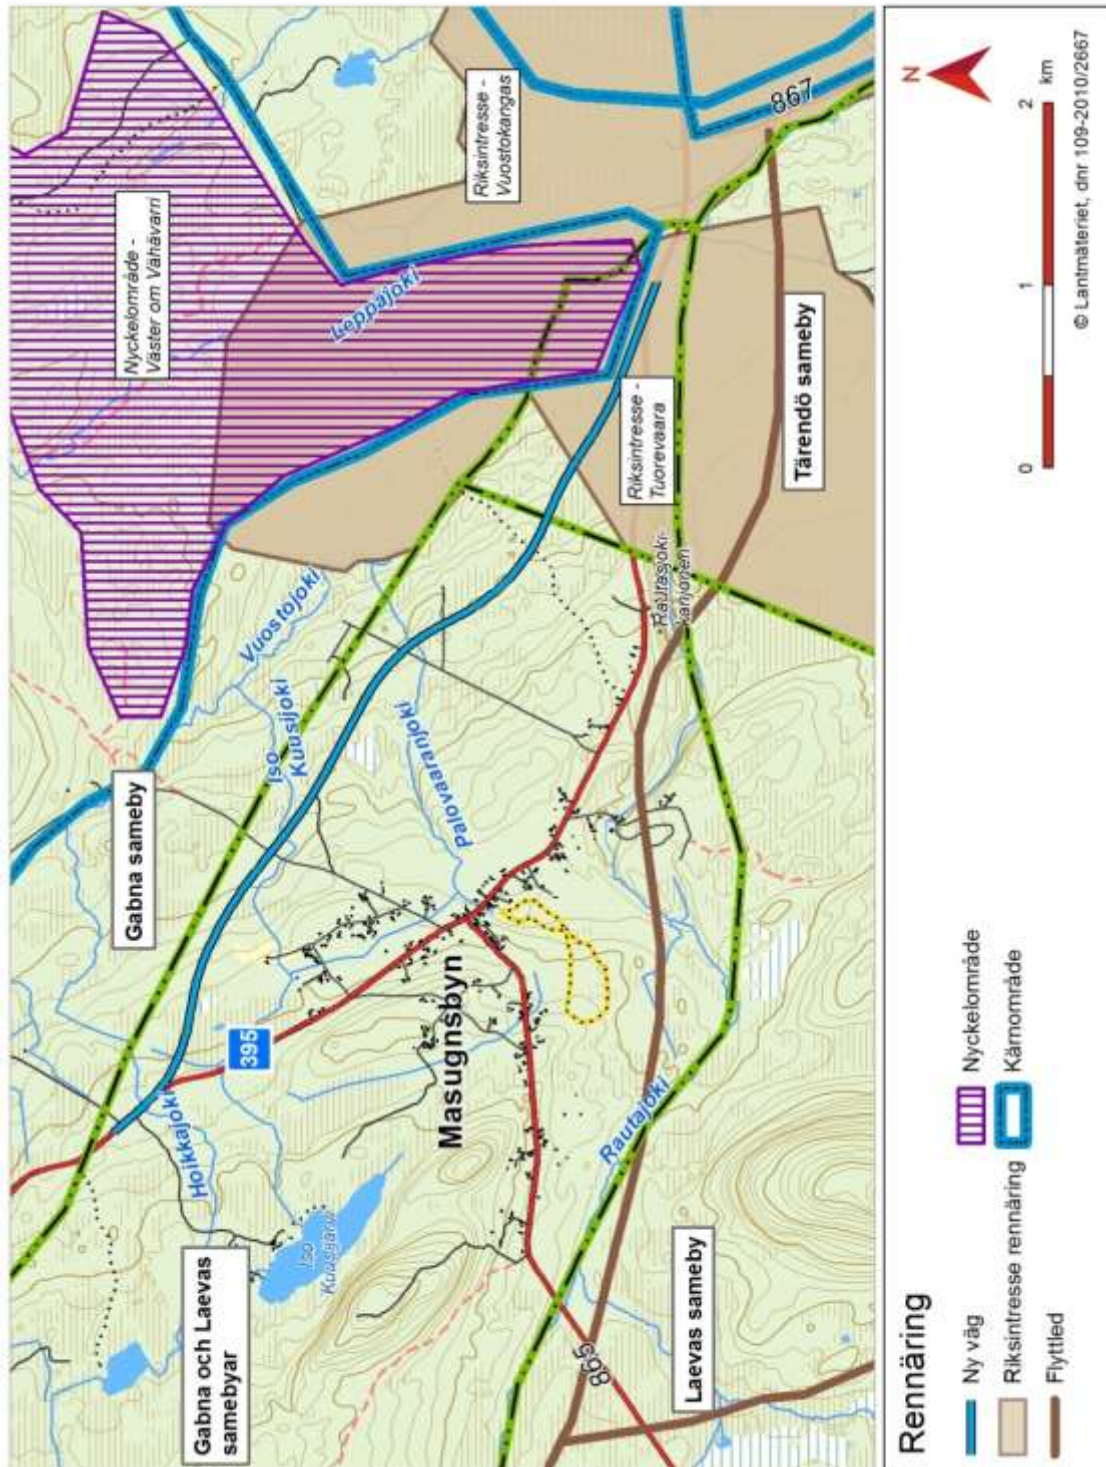 Nyckelområde -
Väster om Vähävarri
Gabna sameby
Hoikkajoki
Gabna och Laevas
samebyar
395
Vuostojoki
Iso
Kuusijoki
Iso
Kuusijärvi
Leppäjoki
Palovaaranjoki
Masugnsbyn
Riksintresse -
Vuostokangas
865
Rautajoki
Riksintresse -
Tuorevaara
Rautasjoki-
karjonen
Laevas sameby
867
Tärendö sameby
Rennäring
Ny väg
Riksintresse rennäring
Flyttled
Nyckelområde
Kärnområde
N
0
1
2
km
© Lantmäteriet, dnr 109-2010/2667